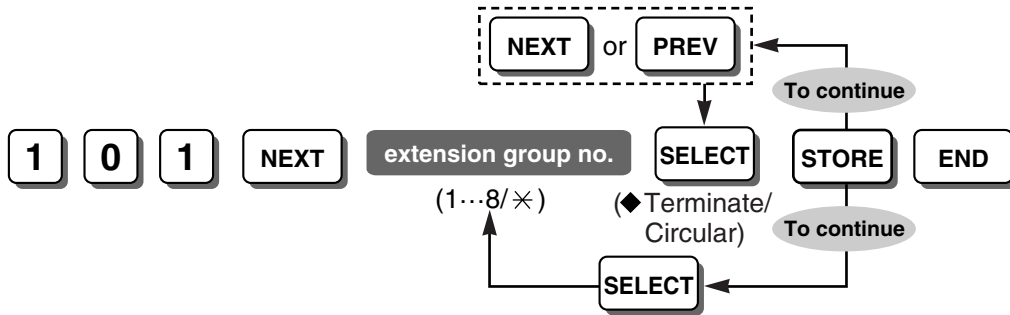 NEXT or PREV
To continue
1 0 1 NEXT extension group no. SELECT STORE END
(1···8/✳)
(◆Terminate/
Circular)
To continue
SELECT